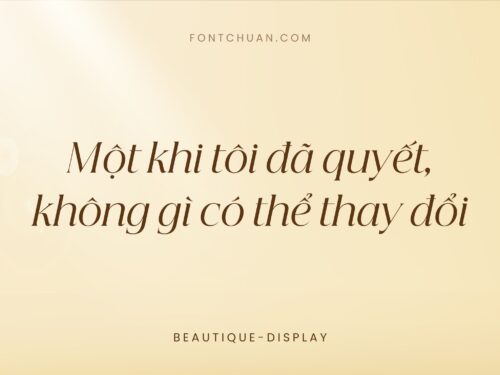 FONTCHUAN.COM
Một khi tôi đã quyết,
không gì có thể thay đổi
BEAUTIQUE-DISPLAY